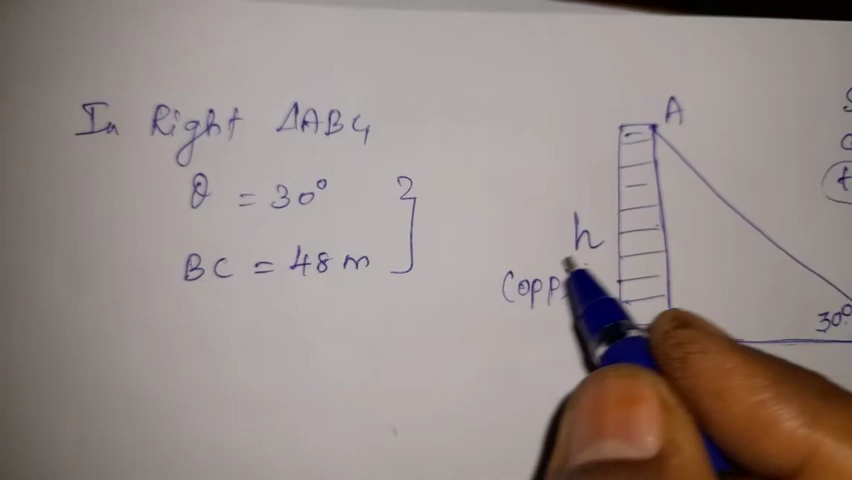 In Right ΔABC,
θ = 30°
BC = 48 m
A
h
(opp
30°